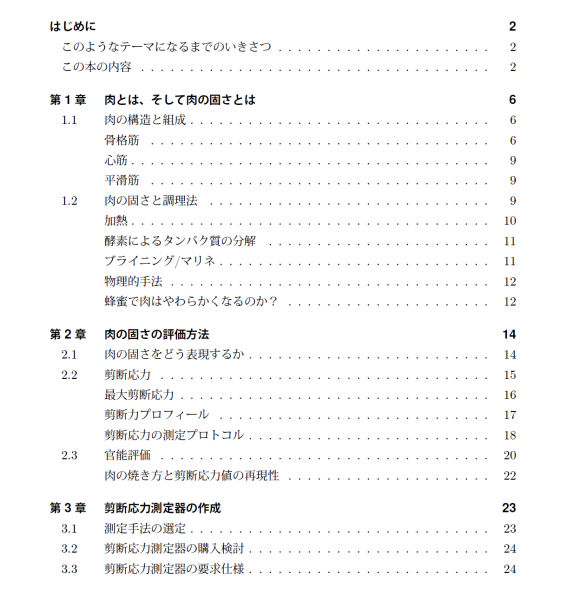 はじめに 2
このようなテーマになるまでのいきさつ 2
この本の内容 2
第1章 肉とは、そして肉の固さとは 6
1.1 肉の構造と組成 6
骨格筋 6
心筋 9
平滑筋 9
1.2 肉の固さと調理法 9
加熱 10
酵素によるタンパク質の分解 11
ブライニング/マリネ 11
物理的手法 12
蜂蜜で肉はやわらかくなるのか? 12
第2章 肉の固さの評価方法 14
2.1 肉の固さをどう表現するか 14
2.2 剪断応力 15
最大剪断応力 16
剪断力プロフィール 17
剪断応力の測定プロトコル 18
2.3 官能評価 20
肉の焼き方と剪断応力値の再現性 22
第3章 剪断応力測定器の作成 23
3.1 測定手法の選定 23
3.2 剪断応力測定器の購入検討 24
3.3 剪断応力測定器の要求仕様 24